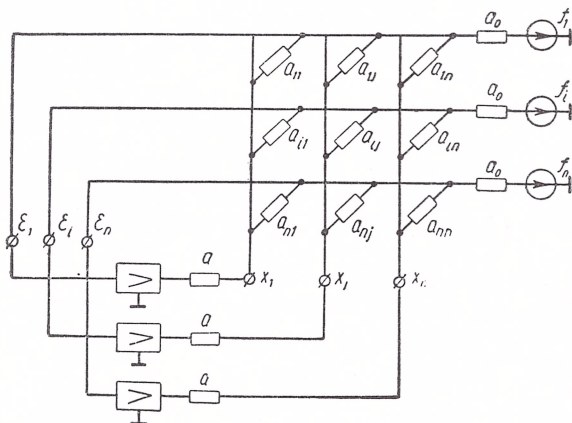 a₀ f₁
a₁₁ a₁ⱼ a₁ₙ
a₀ fᵢ
aᵢ₁ aᵢⱼ aᵢₙ
a₀ fₙ
aₙ₁ aₙⱼ aₙₙ
ε₁ εᵢ εₙ
a x₁ xⱼ
a
a